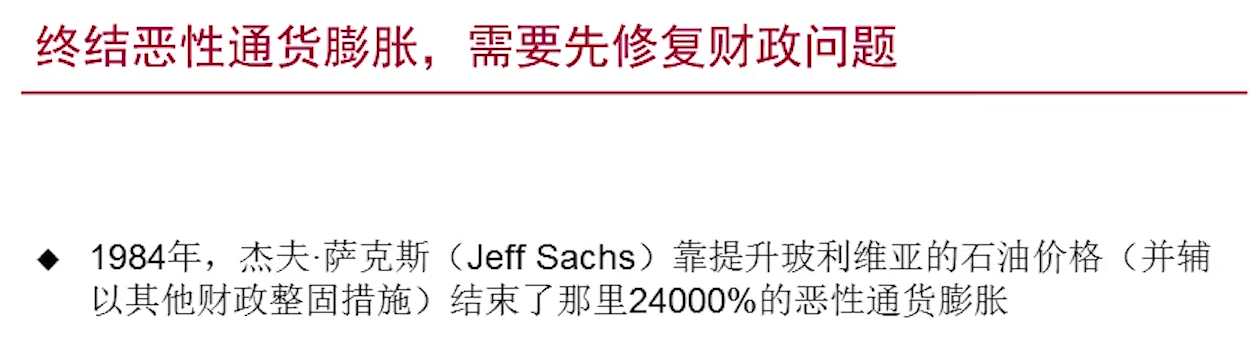 终结恶性通货膨胀，需要先修复财政问题
◆ 1984年，杰夫·萨克斯（Jeff Sachs）靠提升玻利维亚的石油价格（并辅
以其他财政整固措施）结束了那里24000%的恶性通货膨胀